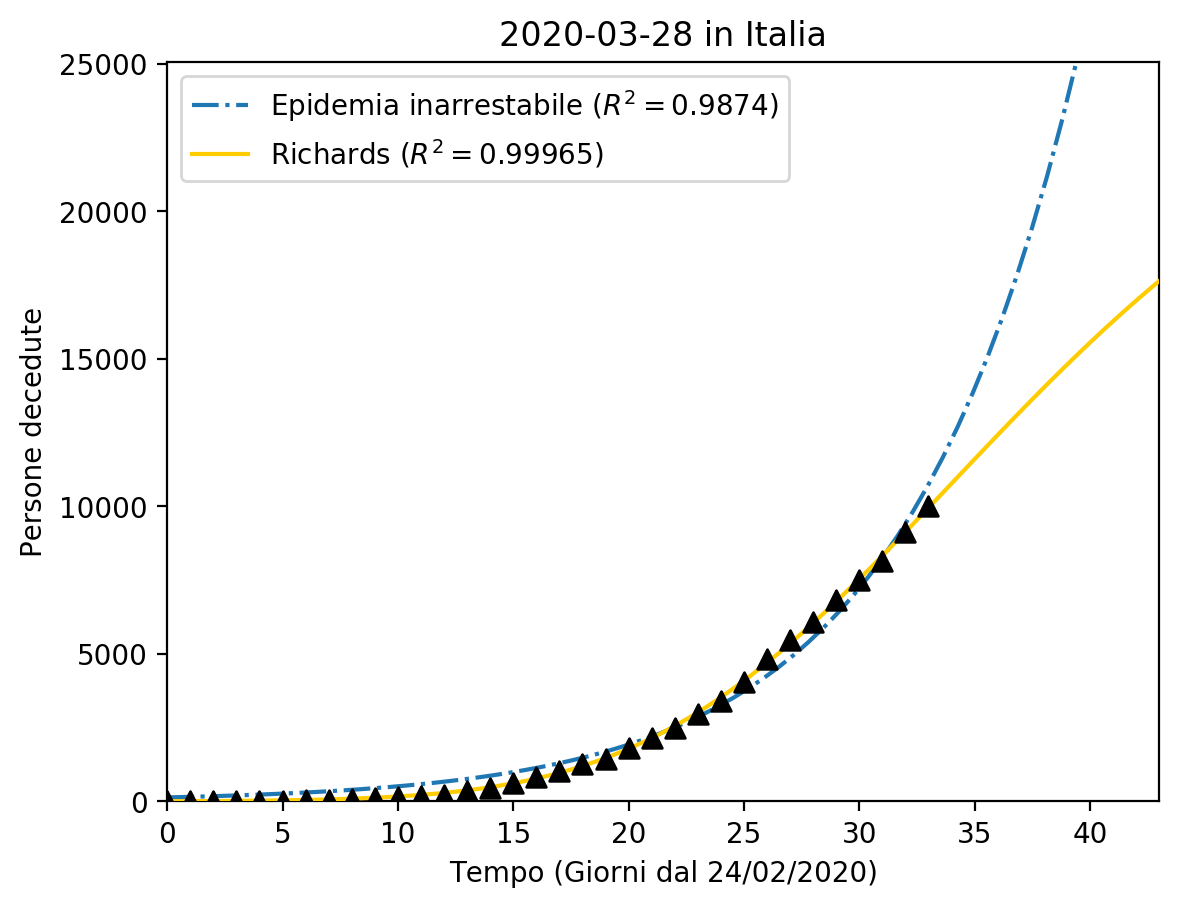 2020-03-28 in Italia
25000
20000
15000
10000
5000
0
Persone decedute
Epidemia inarrestabile (R² = 0.9874)
Richards (R² = 0.99965)
0 5 10 15 20 25 30 35 40
Tempo (Giorni dal 24/02/2020)